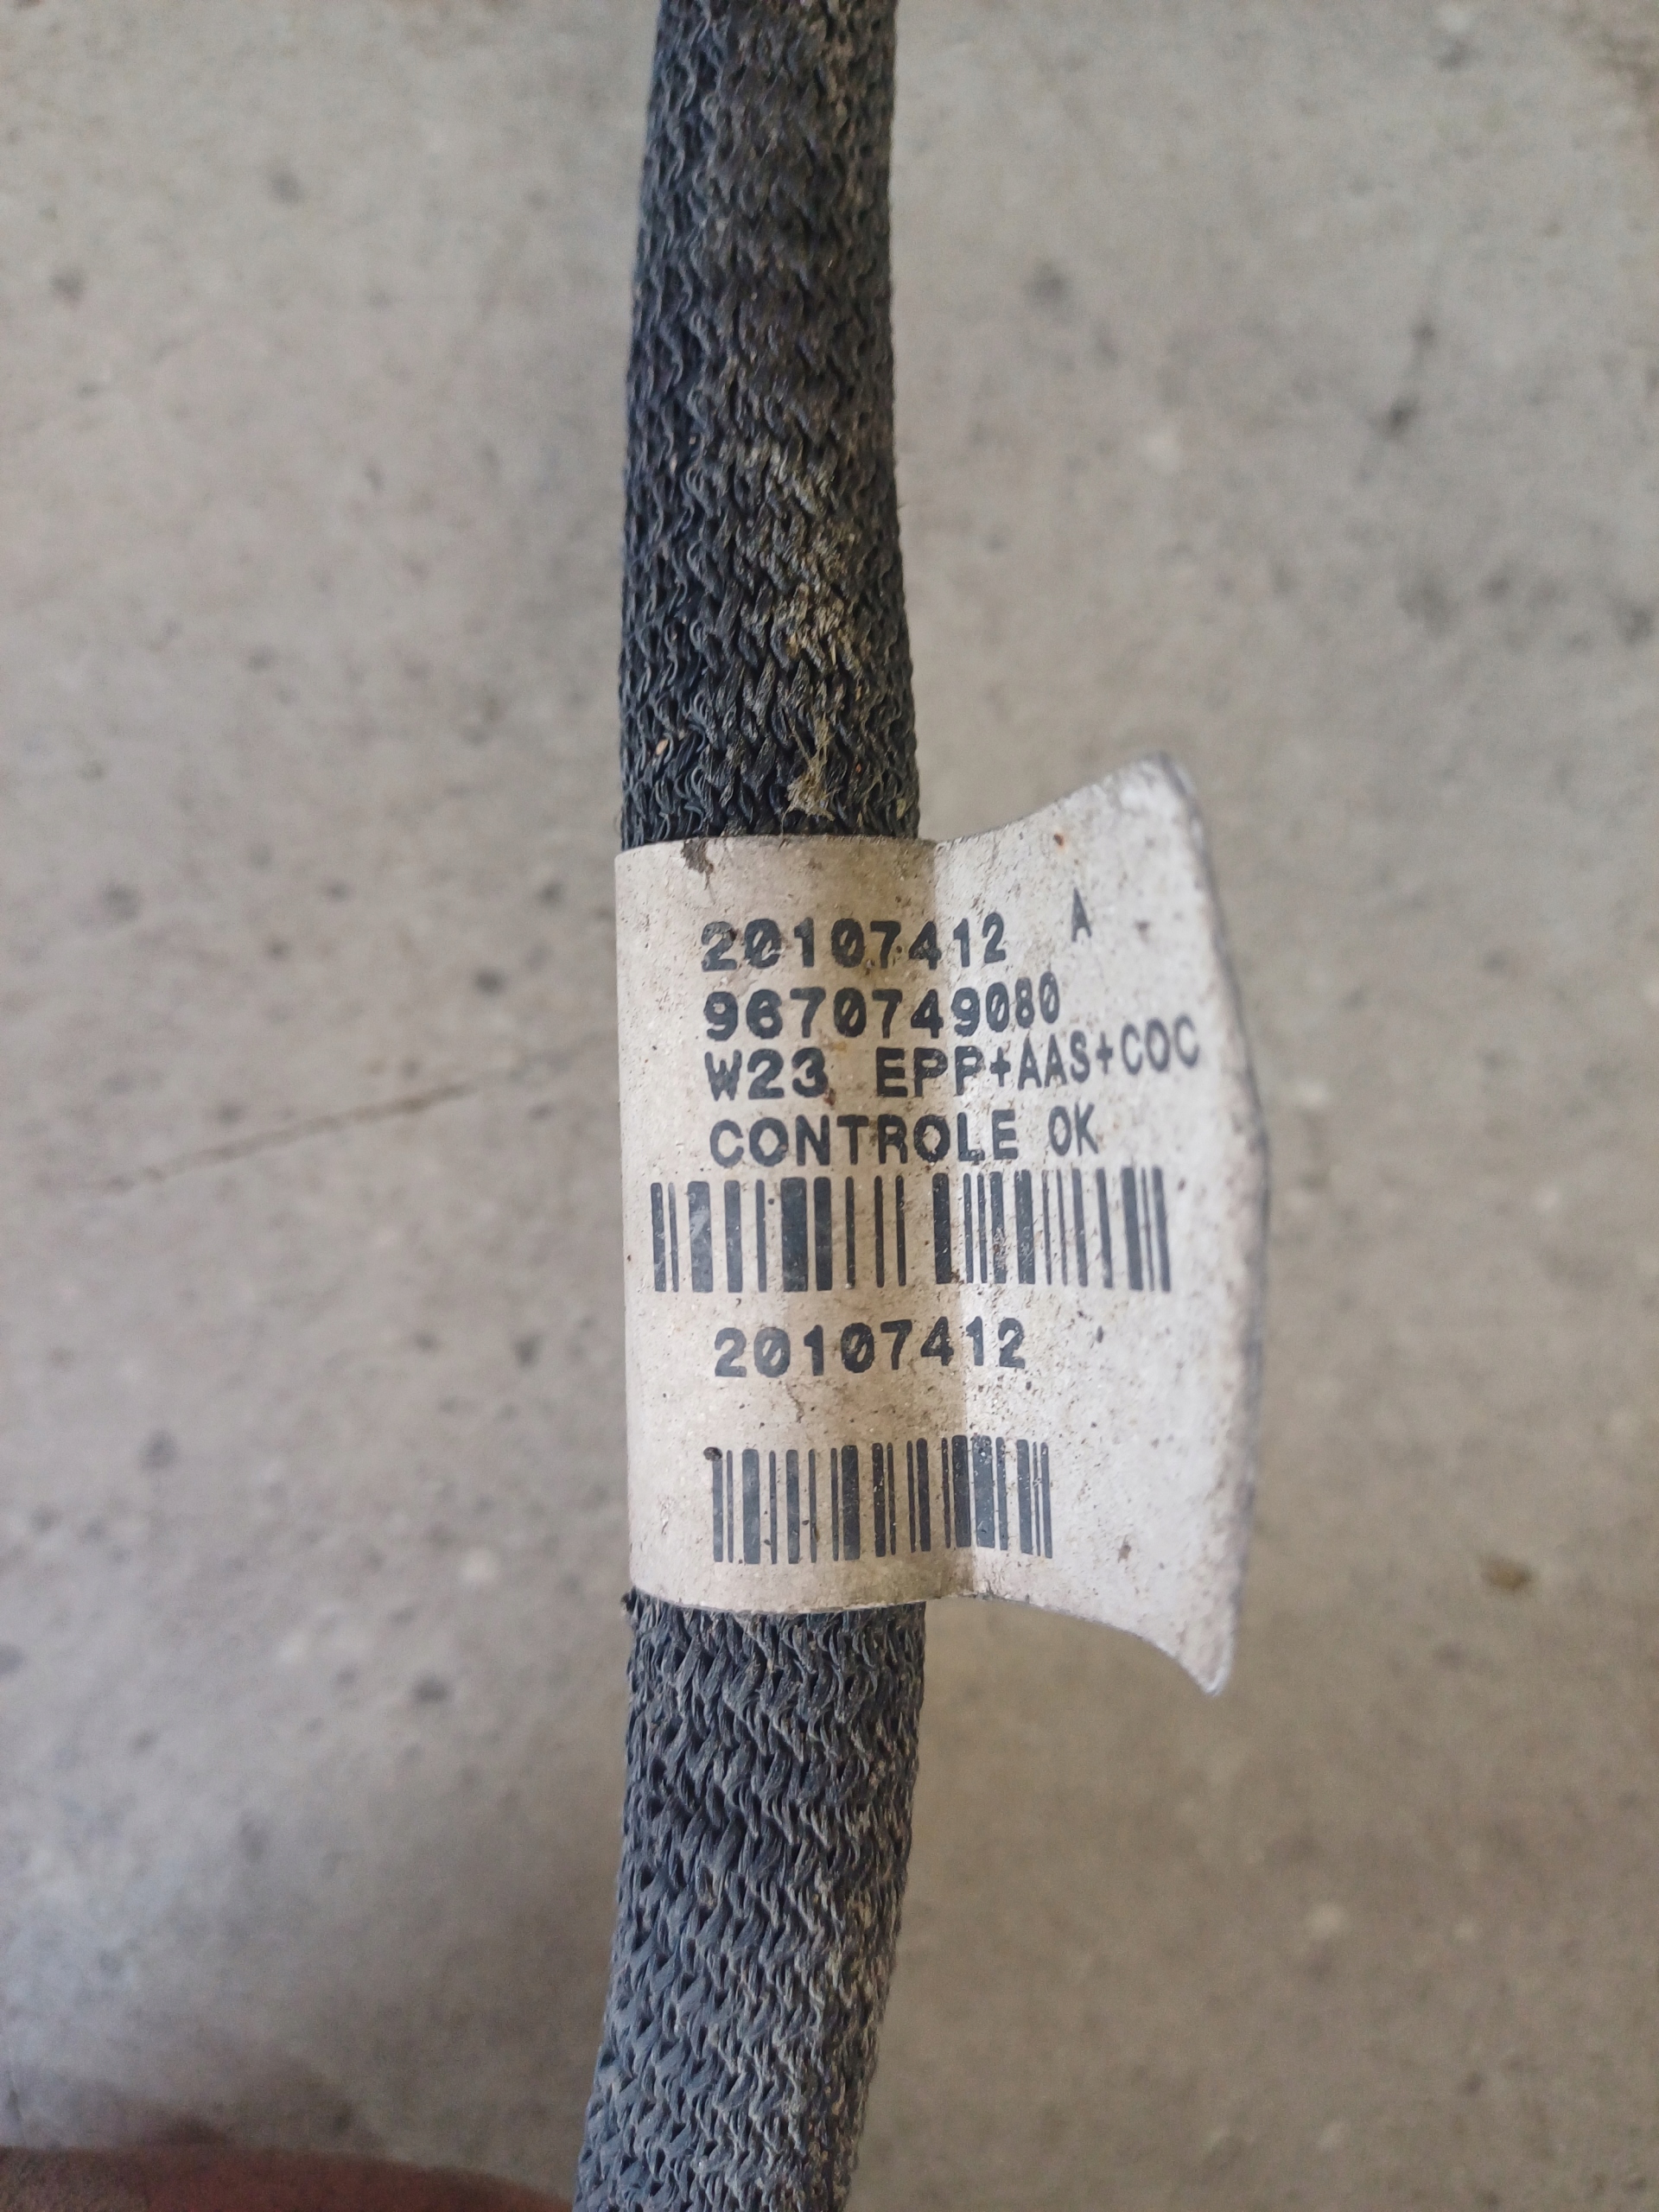 20107412 A
9670749080
W23 EPP+AAS+COC
CONTROLE OK
20107412